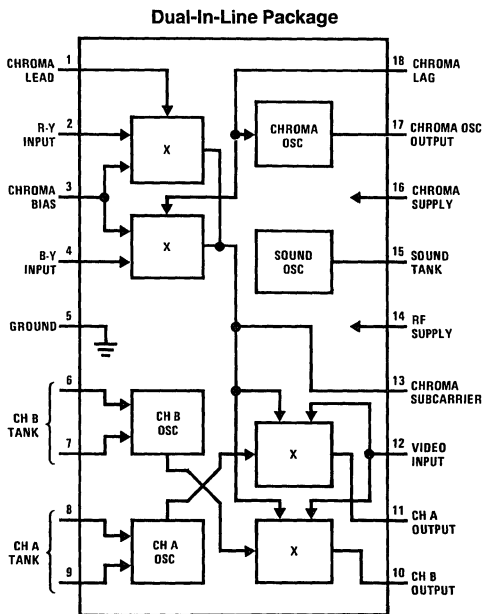 Dual-In-Line Package
1
CHROMA
LEAD
R-Y 2
INPUT
CHROMA 3
BIAS
4
B-Y
INPUT
5
GROUND
6
CH B
TANK
7
8
CH A
TANK
9
X
X
CHROMA
OSC
SOUND
OSC
CH B
OSC
CH A
OSC
X
X
18 CHROMA
LAG
17 CHROMA OSC
OUTPUT
16 CHROMA
SUPPLY
15 SOUND
TANK
14 RF
SUPPLY
13 CHROMA
SUBCARRIER
12 VIDEO
INPUT
11 CH A
OUTPUT
10 CH B
OUTPUT